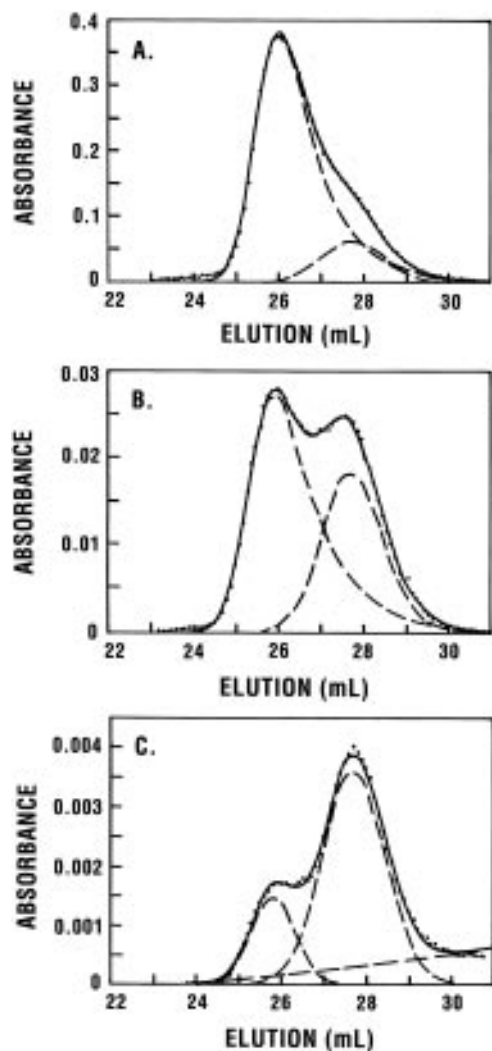 A.
ABSORBANCE
0.4
0.3
0.2
0.1
0
22 24 26 28 30
ELUTION (mL)
B.
ABSORBANCE
0.03
0.02
0.01
0
22 24 26 28 30
ELUTION (mL)
C.
ABSORBANCE
0.004
0.003
0.002
0.001
0
22 24 26 28 30
ELUTION (mL)